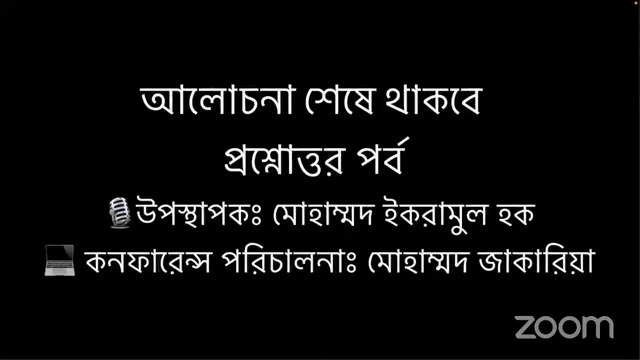 আলোচনা শেষে থাকবে
প্রশ্নোত্তর পর্ব
🎙️উপস্থাপকঃ মোহাম্মদ ইকরামুল হক
💻 কনফারেন্স পরিচালনাঃ মোহাম্মদ জাকারিয়া
zoom